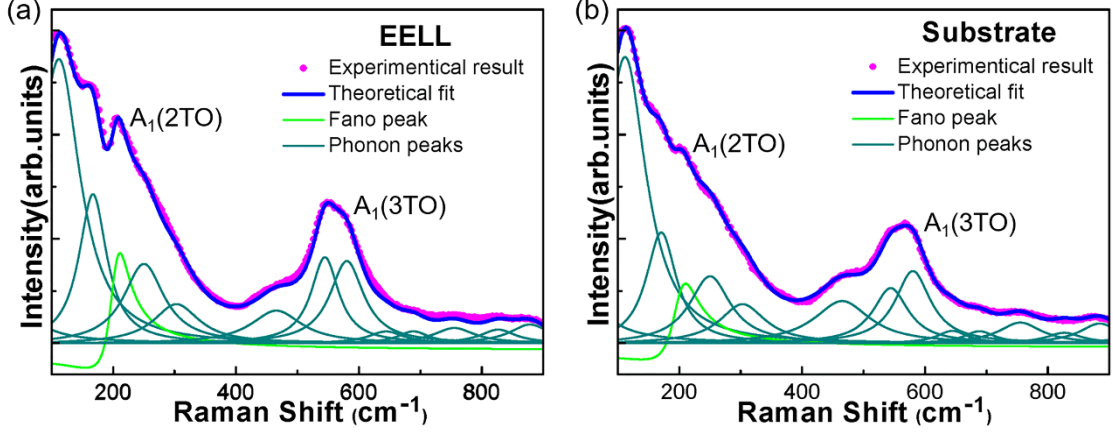 (a)
EELL
Experimentical result
Theoretical fit
Fano peak
Phonon peaks
A₁(2TO)
A₁(3TO)
Intensity(arb.units)
200 400 600 800
Raman Shift (cm⁻¹)
(b)
Substrate
Experimentical result
Theoretical fit
Fano peak
Phonon peaks
A₁(2TO)
A₁(3TO)
Intensity(arb.units)
200 400 600 800
Raman Shift (cm⁻¹)